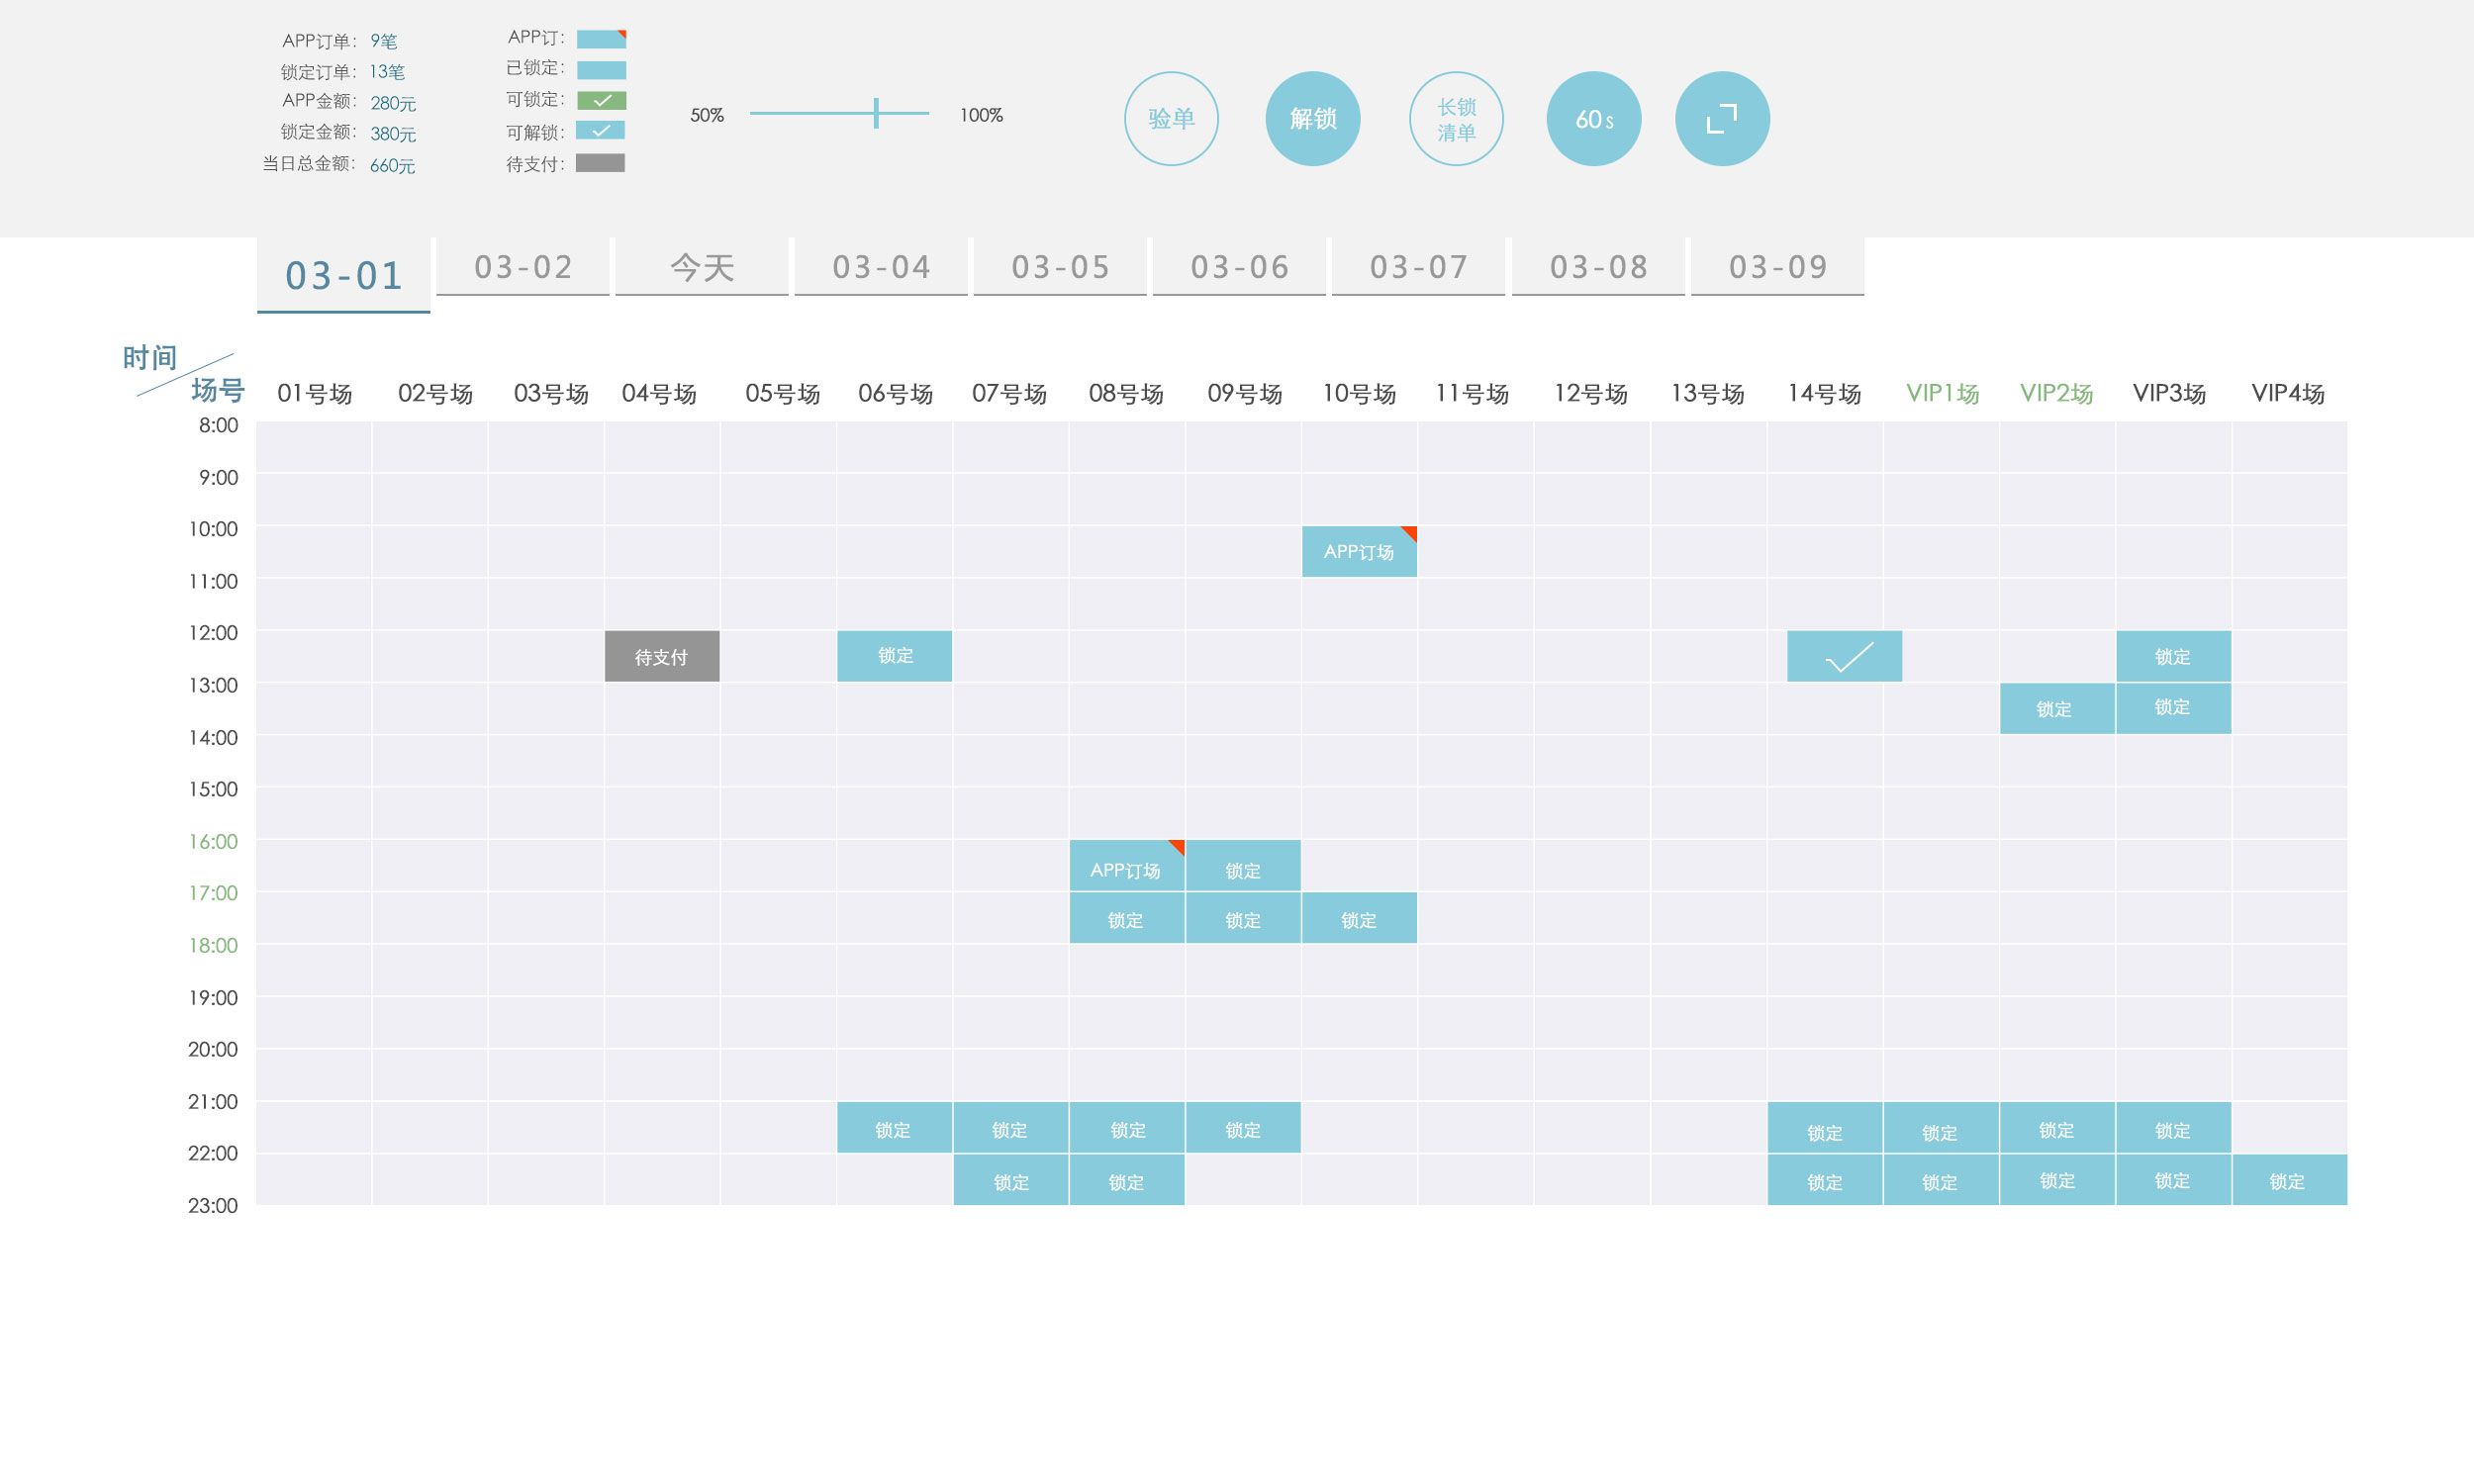 APP订单： 9笔
锁定订单： 13笔
APP金额： 280元
锁定金额： 380元
当日总金额： 660元
APP订：
已锁定：
可锁定：
可解锁：
待支付：
50% 100%
验单
解锁
长锁
清单
60 s
03-01 03-02 今天 03-04 03-05 03-06 03-07 03-08 03-09
时间
场号 01号场 02号场 03号场 04号场 05号场 06号场 07号场 08号场 09号场 10号场 11号场 12号场 13号场 14号场 VIP1场 VIP2场 VIP3场 VIP4场
8:00
9:00
10:00
APP订场
11:00
12:00
待支付 锁定 锁定
13:00
锁定 锁定
14:00
15:00
16:00
APP订场 锁定
17:00
锁定 锁定 锁定
18:00
19:00
20:00
21:00
锁定 锁定 锁定 锁定 锁定 锁定 锁定 锁定
22:00
锁定 锁定 锁定 锁定 锁定 锁定 锁定
23:00